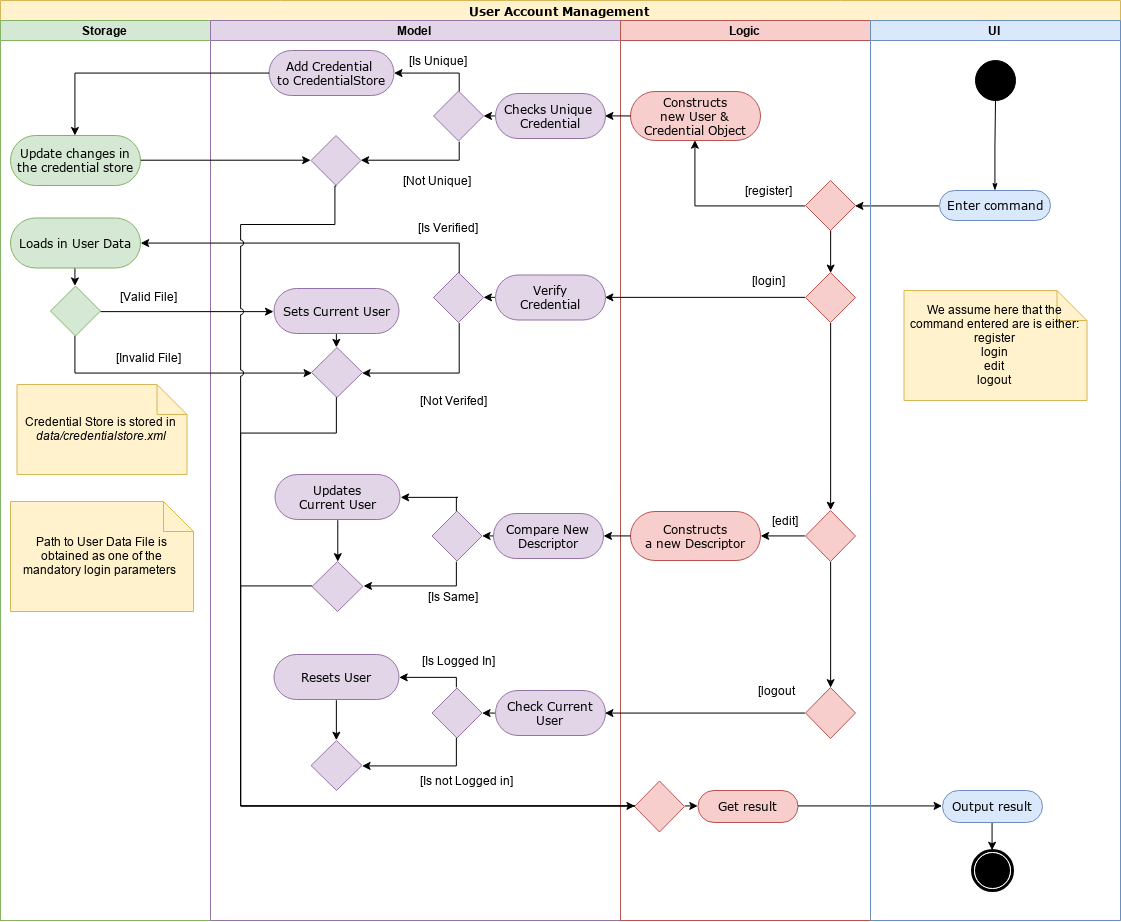 User Account Management
Storage
Model
Logic
UI
[Is Unique]
Add Credential
to CredentialStore
Checks Unique
Credential
Constructs
new User &
Credential Object
Update changes in
the credential store
[Not Unique]
[register]
Enter command
[Is Verified]
Loads in User Data
[Valid File]
Sets Current User
Verify
Credential
[login]
We assume here that the
command entered are is either:
register
login
edit
logout
[Invalid File]
[Not Verifed]
Credential Store is stored in
data/credentialstore.xml
Updates
Current User
Compare New
Descriptor
Constructs
a new Descriptor
[edit]
Path to User Data File is
obtained as one of the
mandatory login parameters
[Is Same]
[Is Logged In]
Resets User
Check Current
User
[logout
[Is not Logged in]
Get result
Output result